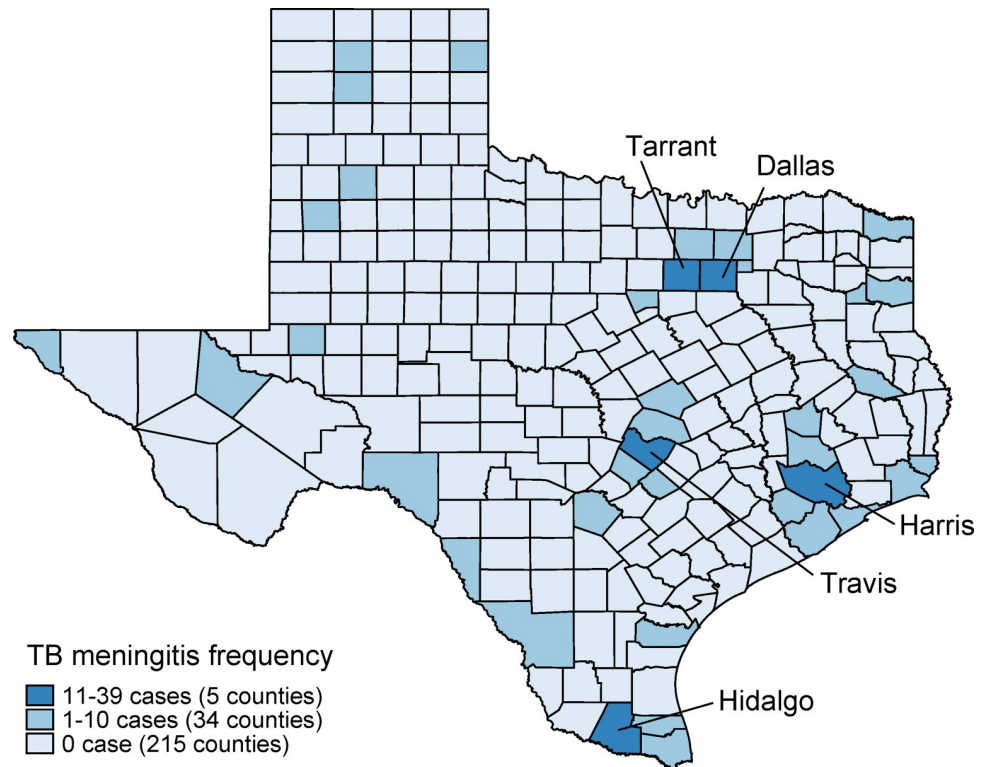 Tarrant
Dallas
Harris
Travis
TB meningitis frequency
11-39 cases (5 counties)
1-10 cases (34 counties)
0 case (215 counties)
Hidalgo